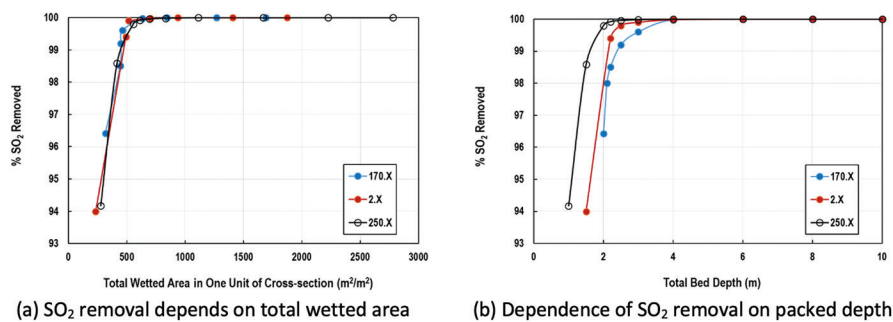 100
99
98
97
96
95
94
93
% SO₂ Removed
170.X
2.X
250.X
0 500 1000 1500 2000 2500 3000
Total Wetted Area in One Unit of Cross-section (m²/m²)
(a) SO₂ removal depends on total wetted area
100
99
98
97
96
95
94
93
% SO₂ Removed
170.X
2.X
250.X
0 2 4 6 8 10
Total Bed Depth (m)
(b) Dependence of SO₂ removal on packed depth